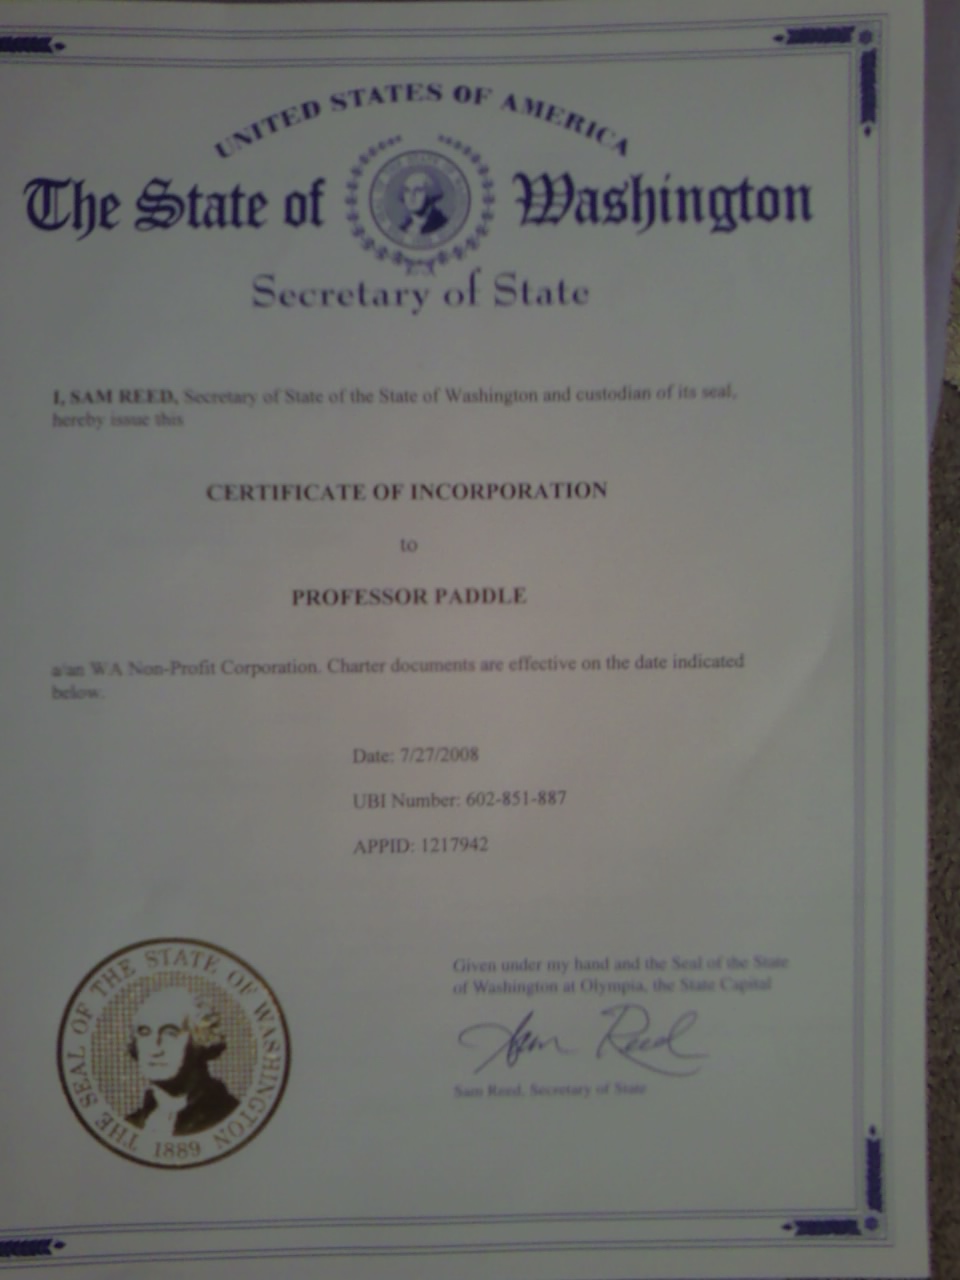 UNITED STATES OF AMERICA
The State of Washington
Secretary of State
I, SAM REED, Secretary of State of the State of Washington and custodian of its seal,
hereby issue this
CERTIFICATE OF INCORPORATION
to
PROFESSOR PADDLE
a/an WA Non-Profit Corporation. Charter documents are effective on the date indicated
below.
Date: 7/27/2008
UBI Number: 602-851-887
APPID: 1217942
Given under my hand and the Seal of the State
of Washington at Olympia, the State Capital
Sam Reed
Sam Reed, Secretary of State
THE SEAL OF THE STATE OF WASHINGTON
1889